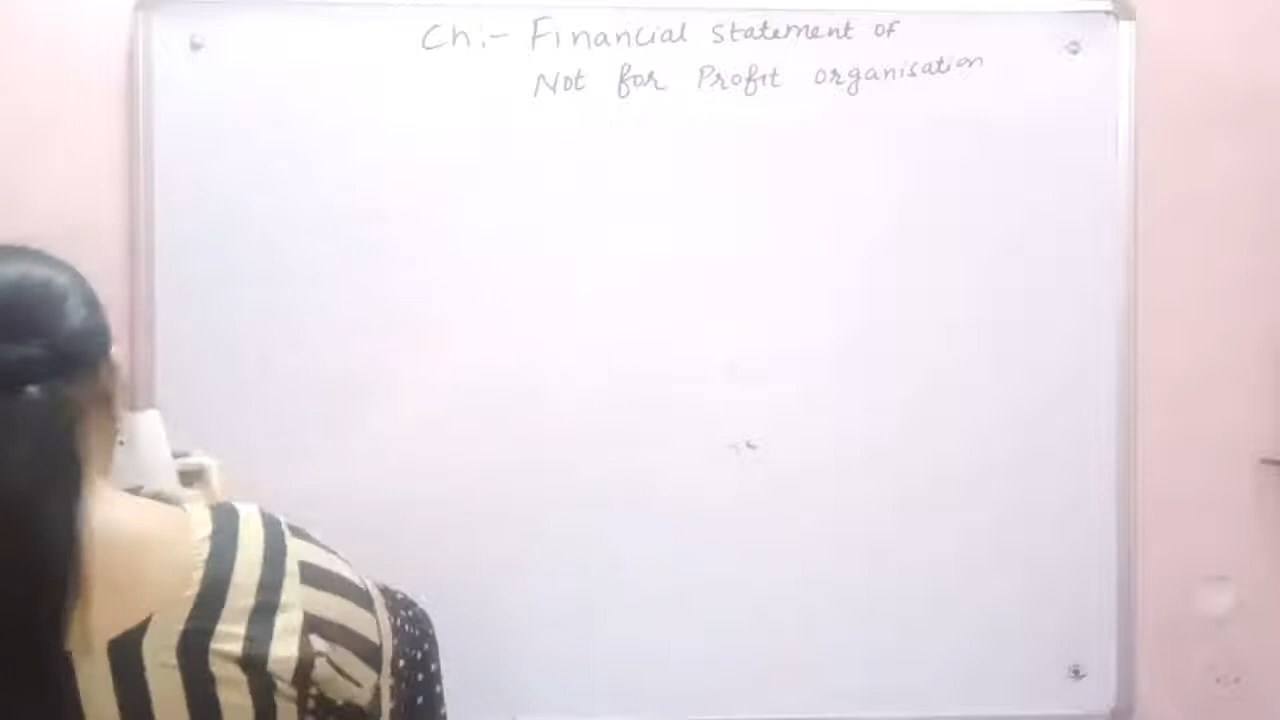 Ch:- Financial statement of
Not for Profit organisation